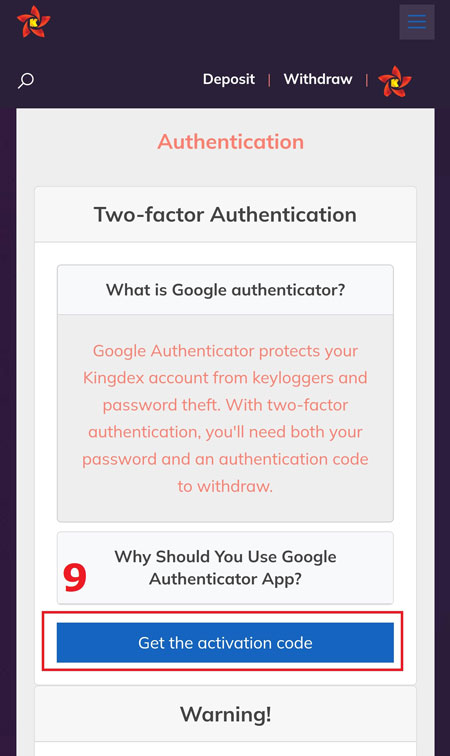 Deposit | Withdraw |
Authentication
Two-factor Authentication
What is Google authenticator?
Google Authenticator protects your
Kingdex account from keyloggers and
password theft. With two-factor
authentication, you'll need both your
password and an authentication code
to withdraw.
9
Why Should You Use Google
Authenticator App?
Get the activation code
Warning!